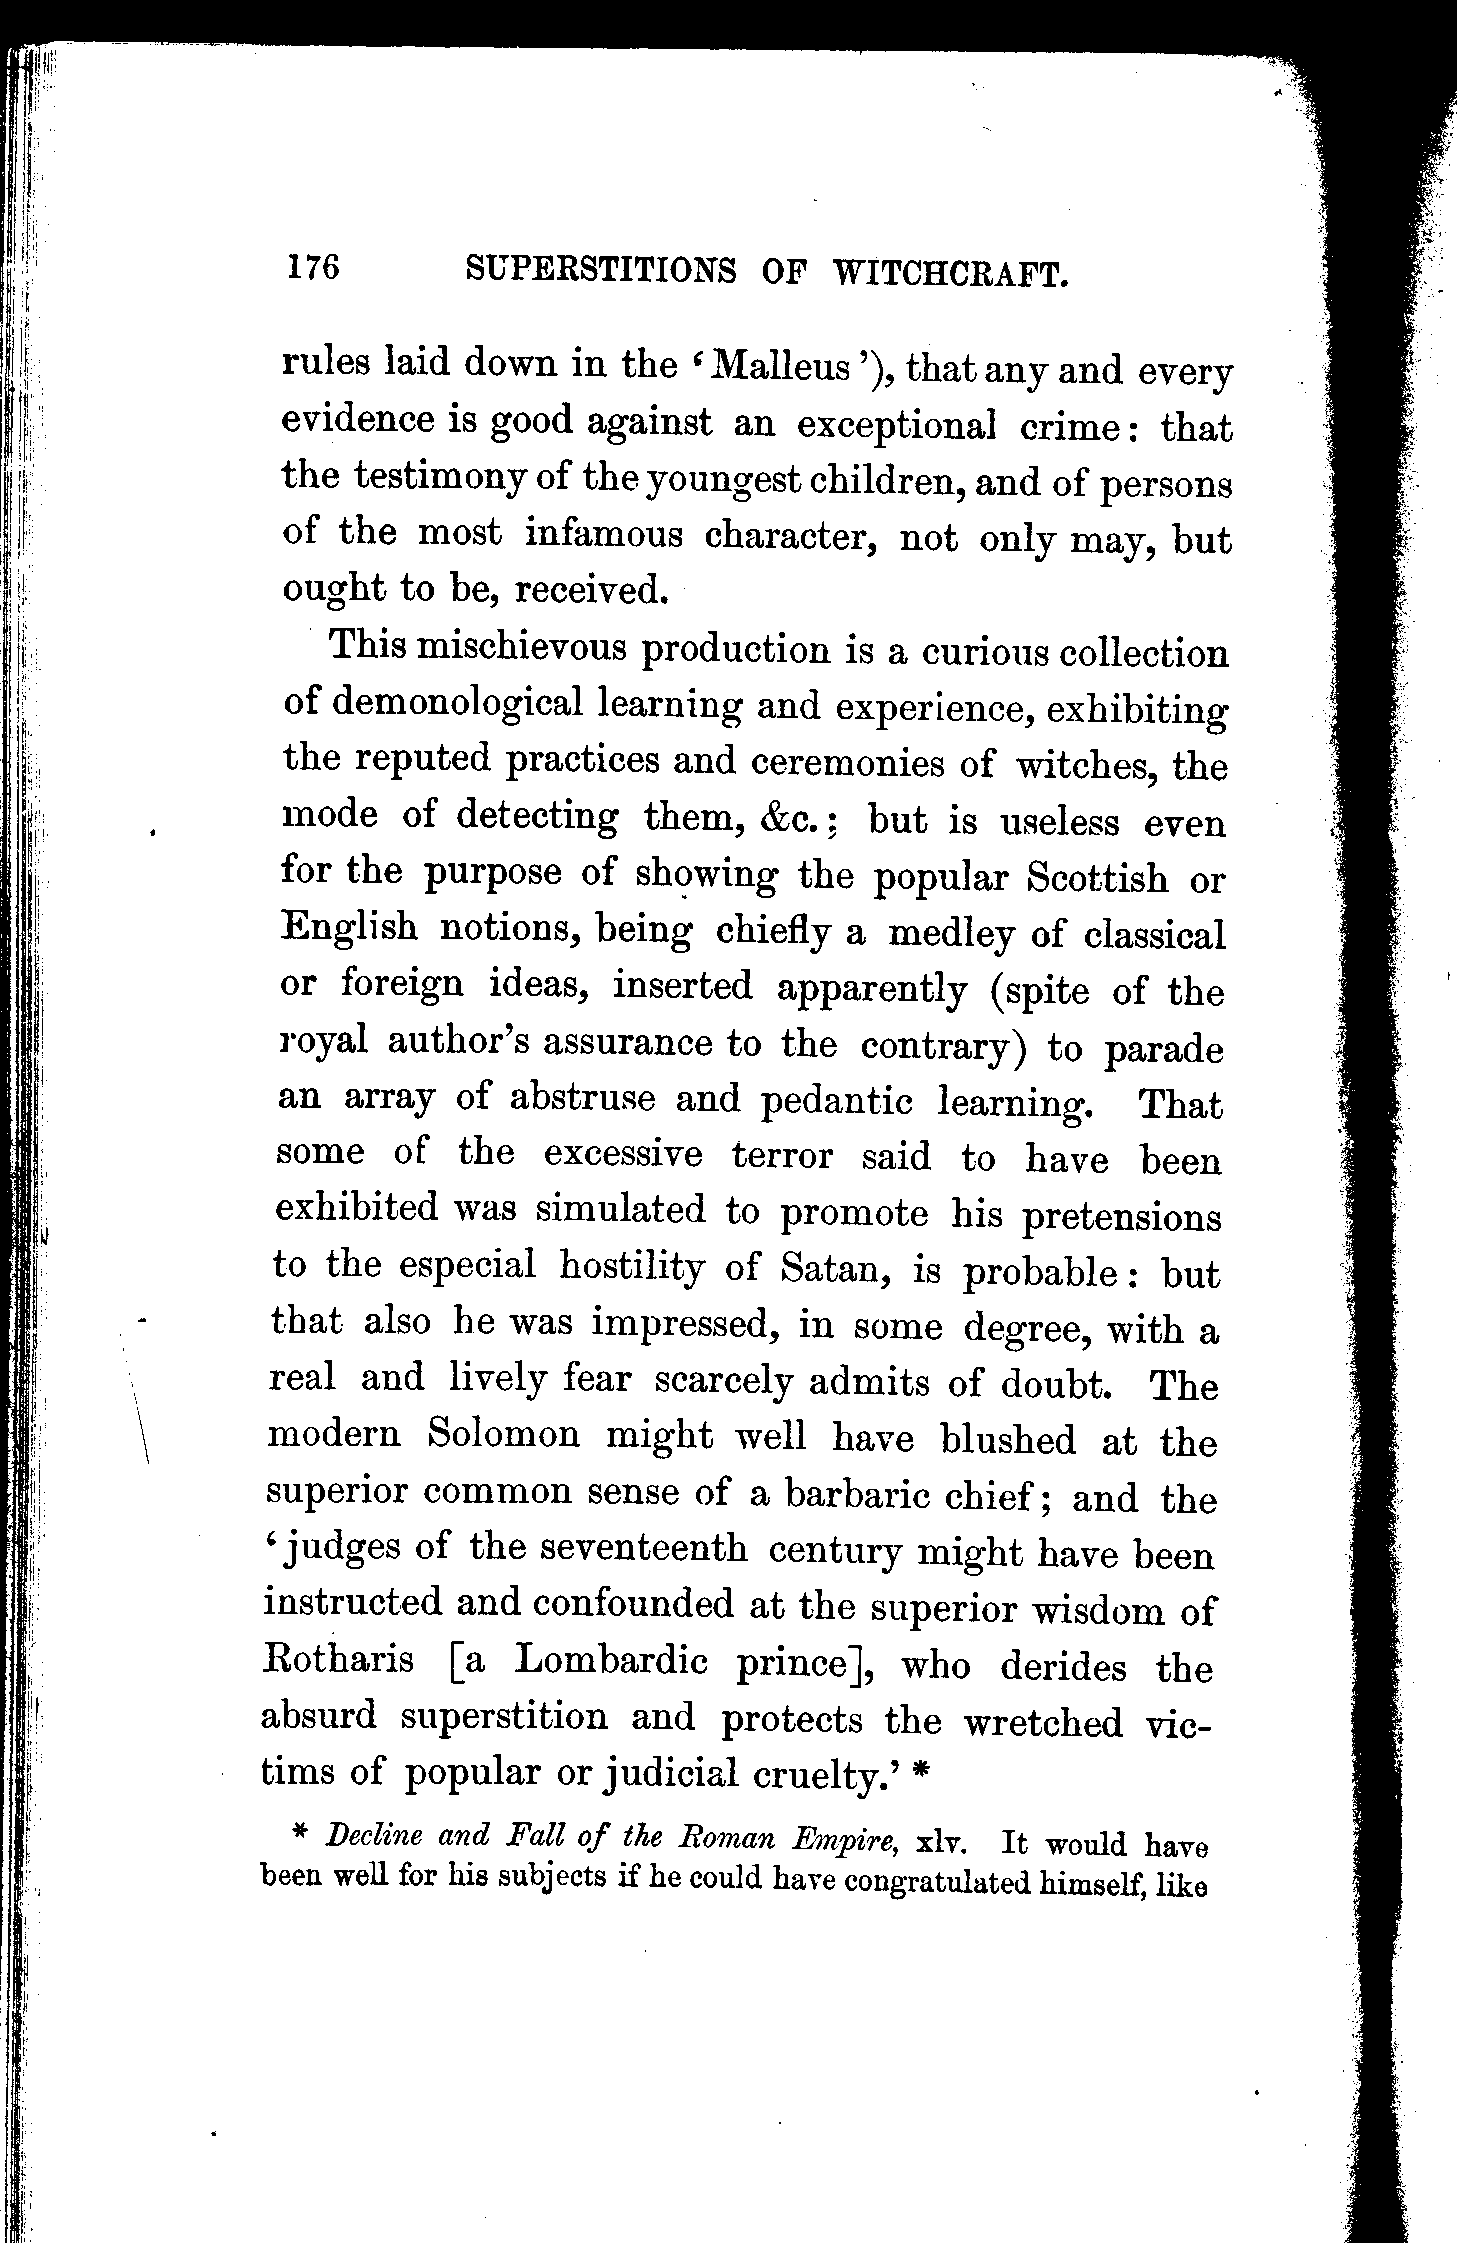 176 SUPERSTITIONS OF WITCHCRAFT.
rules laid down in the ‘Malleus’), that any and every
evidence is good against an exceptional crime: that
the testimony of the youngest children, and of persons
of the most infamous character, not only may, but
ought to be, received.
This mischievous production is a curious collection
of demonological learning and experience, exhibiting
the reputed practices and ceremonies of witches, the
mode of detecting them, &c.; but is useless even
for the purpose of showing the popular Scottish or
English notions, being chiefly a medley of classical
or foreign ideas, inserted apparently (spite of the
royal author’s assurance to the contrary) to parade
an array of abstruse and pedantic learning. That
some of the excessive terror said to have been
exhibited was simulated to promote his pretensions
to the especial hostility of Satan, is probable: but
that also he was impressed, in some degree, with a
real and lively fear scarcely admits of doubt. The
modern Solomon might well have blushed at the
superior common sense of a barbaric chief; and the
‘judges of the seventeenth century might have been
instructed and confounded at the superior wisdom of
Rotharis [a Lombardic prince], who derides the
absurd superstition and protects the wretched vic-
tims of popular or judicial cruelty.’ *
* Decline and Fall of the Roman Empire, xlv. It would have
been well for his subjects if he could have congratulated himself, like